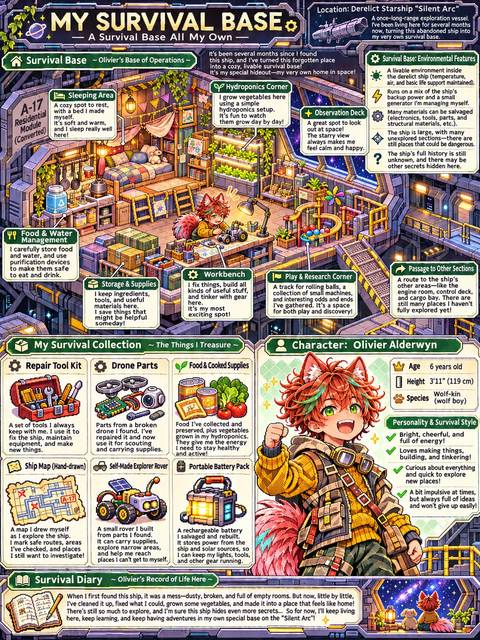 MY SURVIVAL BASE
— A Survival Base All My Own —
Location: Derelict Starship "Silent Arc"
A once-long-range exploration vessel.
I've been living here for several months
now, turning this abandoned ship into
my very own base.
Survival Base ~ Olivier's Base of Operations ~
It's been several months since I found
this ship, and I've turned this forgotten place
into a cozy, livable survival base!
It's my special hideout—my very own home in space!
A-17
Residential
Module
(Converted)
Sleeping Area
A cozy spot to rest,
with a bed I made
myself.
It's soft and warm,
and I sleep really well
here!
Hydroponics Corner
I grow vegetables here
using a simple
hydroponics setup.
It's fun to watch
them grow day by day!
Observation Deck
A great spot to look
out at space!
The starry view
always makes me
feel calm and happy.
Survival Base: Environmental Features
A livable environment inside
the derelict ship (temperature,
air, and basic life support maintained).
Runs on a mix of the ship's
backup power and a small
generator I'm managing myself.
Many materials can be salvaged
(electronics, tools, parts, and
structural materials, etc.).
The ship is large, with many
unexplored sections—there are
still places that could be dangerous.
?
The ship's full history is still
unknown, and there may be
other secrets hidden here.
Food & Water
Management
I carefully store food
and water, and use
purification devices
to make them safe
to eat and drink.
Storage & Supplies
I keep ingredients,
tools, and useful
materials here.
I save things that
might be helpful
someday!
Workbench
I fix things, build all
kinds of useful stuff,
and tinker with gear
here.
It's my most
exciting spot!
Play & Research Corner
A track for rolling balls, a
collection of small machines,
and interesting odds and ends
I've gathered. It's a space
for both play and discovery!
Passage to Other Sections
A route to the ship's
other areas—like the
engine room, control deck,
and cargo bay. There are
still many places I haven't
fully explored yet!
My Survival Collection ~ The Things I Treasure ~
Repair Tool Kit
A set of tools I always
keep with me. I use it to
fix the ship, maintain
equipment, and make
new things.
Drone Parts
Parts from a broken
drone I found. I've
repaired it and now
use it for scouting
and carrying supplies.
Food & Cooked Supplies
Food I've collected and
preserved, plus vegetables
grown in my hydroponics.
They give me the energy
I need to stay healthy
and active!
Ship Map (Hand-drawn)
A-17
A map I drew myself
as I explore the ship.
I mark safe routes, areas
I've checked, and places
I still want to investigate!
Self-Made Explorer Rover
A small rover I built
from parts I found. It
can carry supplies,
explore narrow areas,
and help me reach
places I can't get to myself.
Portable Battery Pack
A rechargeable battery
I salvaged and rebuilt.
It stores power from the
ship and solar sources, so
I can keep my lights, tools,
and other gear running.
Character: Olivier Alderwyn
Age 6 years old
Height 3'11" (119 cm)
Species Wolf-kin
(wolf boy)
Personality & Survival Style
Bright, cheerful, and
full of energy!
Loves making things,
building, and tinkering!
Curious about everything
and quick to explore
new places!
A bit impulsive at times,
but always full of ideas
and won't give up easily!
Survival Diary ~ Olivier's Record of Life Here ~
When I first found this ship, it was a mess—dusty, broken, and full of empty rooms. But now, little by little,
I've cleaned it up, fixed what I could, grown some vegetables, and made it into a place that feels like home!
There's still so much to explore, and I'm sure this ship hides even more secrets... So for now, I'll keep living
here, keep learning, and keep having adventures in my own special base on the "Silent Arc"!